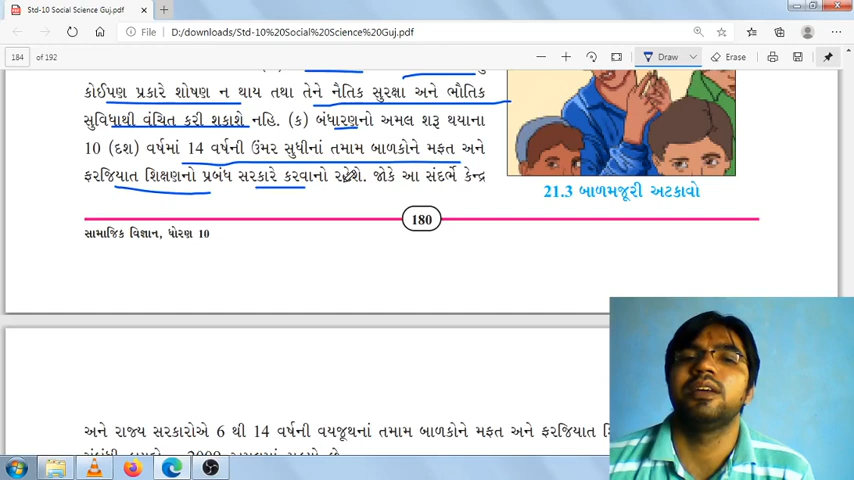 Std-10 Social Science Guj.pdf
File
D:/downloads/Std-10%20Social%20Science%20Guj.pdf
184 of 192
Draw
Erase
કોઈપણ પ્રકારે શોષણ ન થાય તથા તેને નૈતિક સુરક્ષા અને ભૌતિક
સુવિધાથી વંચિત કરી શકાશે નહિ. (ક) બંધારણનો અમલ શરૂ થયાના
10 (દશ) વર્ષમાં 14 વર્ષની ઉંમર સુધીનાં તમામ બાળકોને મફત અને
ફરજિયાત શિક્ષણનો પ્રબંધ સરકારે કરવાનો રહેશે. જોકે આ સંદર્ભે કેન્દ્ર
21.3 બાળમજૂરી અટકાવો
180
સામાજિક વિજ્ઞાન, ધોરણ 10
અને રાજ્ય સરકારોએ 6 થી 14 વર્ષની વયજૂથનાં તમામ બાળકોને મફત અને ફરજિયાત